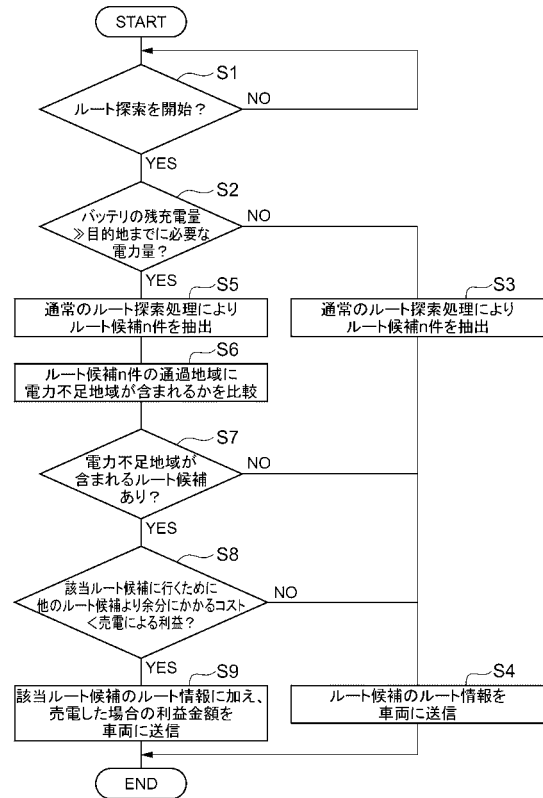 START
S1
ルート探索を開始？
NO
YES
S2
バッテリの残充電量
≫目的地までに必要な
電力量？
NO
YES
S5
通常のルート探索処理により
ルート候補n件を抽出
S3
通常のルート探索処理により
ルート候補n件を抽出
S6
ルート候補n件の通過地域に
電力不足地域が含まれるかを比較
S7
電力不足地域が
含まれるルート候補
あり？
NO
YES
S8
該当ルート候補に行くために
他のルート候補より余分にかかるコスト
＜売電による利益？
NO
YES
S9
該当ルート候補のルート情報に加え、
売電した場合の利益金額を
車両に送信
S4
ルート候補のルート情報を
車両に送信
END